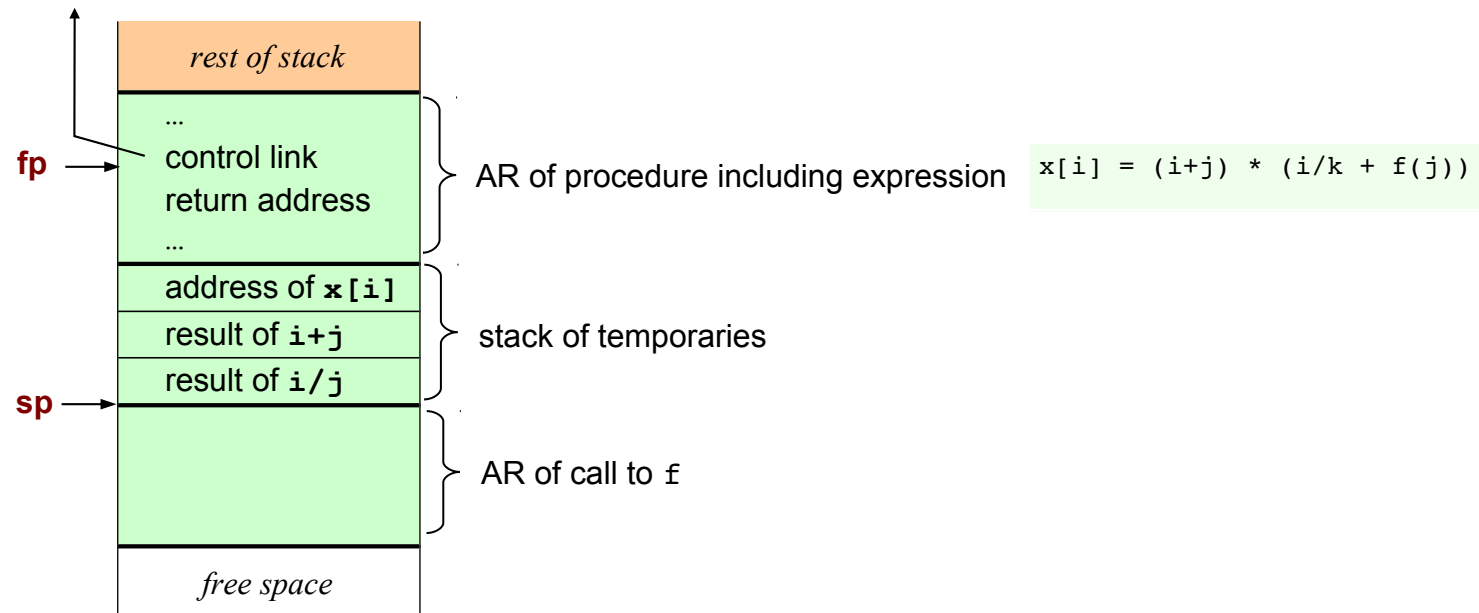 rest of stack
...
control link
return address
...
fp
AR of procedure including expression
x[i] = (i+j) * (i/k + f(j))
address of x[i]
result of i+j
result of i/j
stack of temporaries
sp
AR of call to f
free space